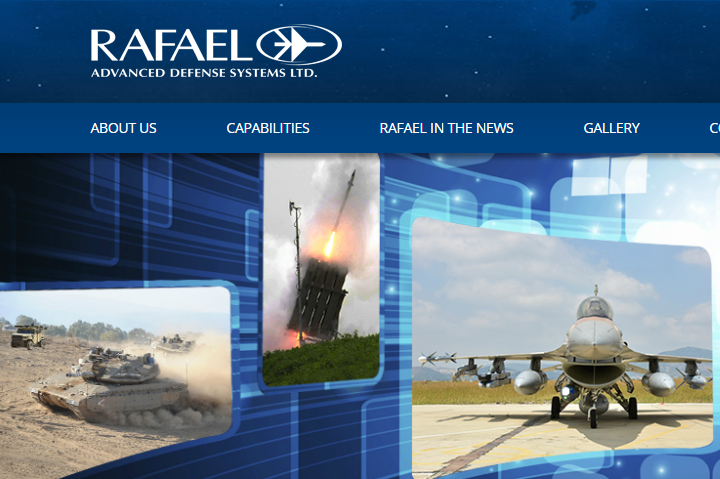 RAFAEL
ADVANCED DEFENSE SYSTEMS LTD.
ABOUT US CAPABILITIES RAFAEL IN THE NEWS GALLERY